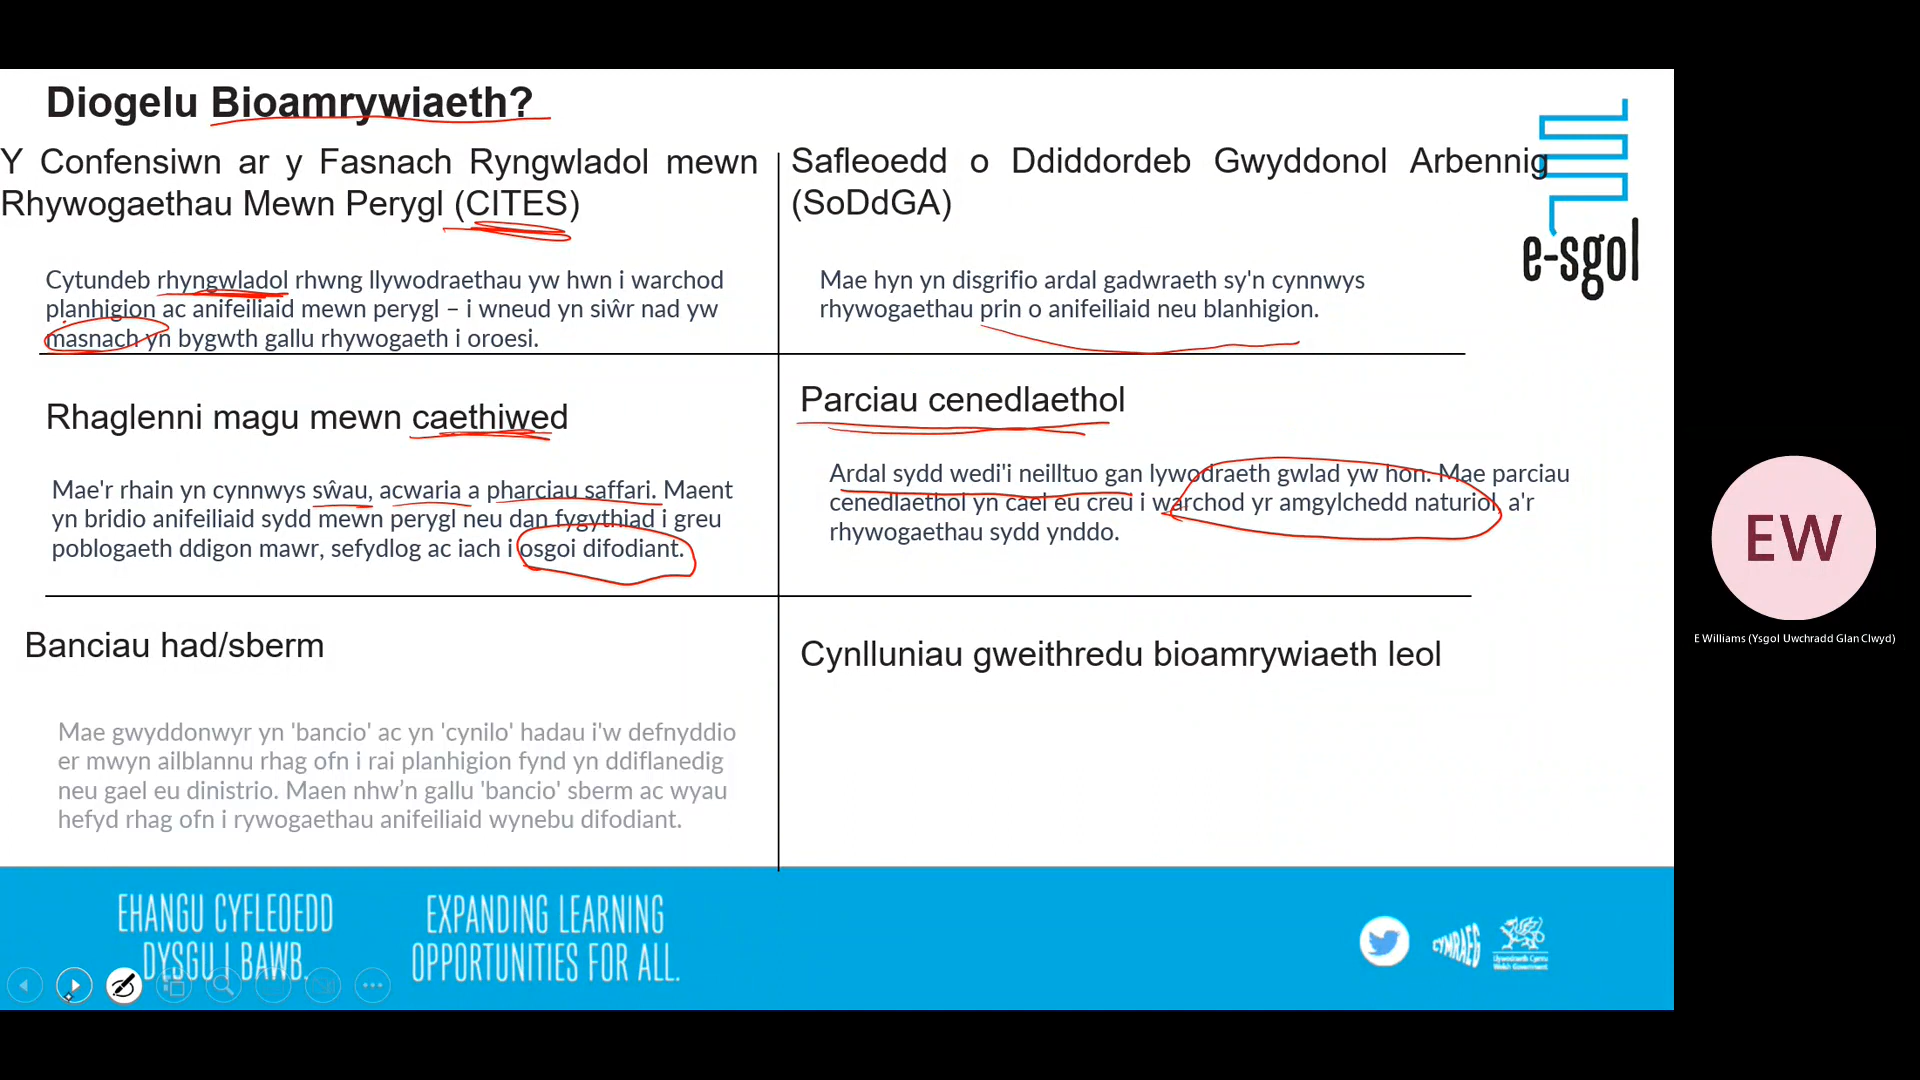 Diogelu Bioamrywiaeth?
Y Confensiwn ar y Fasnach Ryngwladol mewn
Rhywogaethau Mewn Perygl (CITES)
Cytundeb rhyngwladol rhwng llywodraethau yw hwn i warchod
planhigion ac anifeiliaid mewn perygl – i wneud yn siŵr nad yw
masnach yn bygwth gallu rhywogaeth i oroesi.
Safleoedd o Ddiddordeb Gwyddonol Arbennig
(SoDdGA)
Mae hyn yn disgrifio ardal gadwraeth sy'n cynnwys
rhywogaethau prin o anifeiliaid neu blanhigion.
e-sgol
Rhaglenni magu mewn caethiwed
Mae'r rhain yn cynnwys sŵau, acwaria a pharciau saffari. Maent
yn bridio anifeiliaid sydd mewn perygl neu dan fygythiad i greu
poblogaeth ddigon mawr, sefydlog ac iach i osgoi difodiant.
Parciau cenedlaethol
Ardal sydd wedi'i neilltuo gan lywodraeth gwlad yw hon. Mae parciau
cenedlaethol yn cael eu creu i warchod yr amgylchedd naturiol, a'r
rhywogaethau sydd ynddo.
Banciau had/sberm
Mae gwyddonwyr yn 'bancio' ac yn 'cynilo' hadau i'w defnyddio
er mwyn ailblannu rhag ofn i rai planhigion fynd yn ddiflanedig
neu gael eu dinistrio. Maen nhw’n gallu 'bancio' sberm ac wyau
hefyd rhag ofn i rywogaethau anifeiliaid wynebu difodiant.
Cynlluniau gweithredu bioamrywiaeth leol
EHANGU CYFLEOEDD
DYSGU I BAWB.
EXPANDING LEARNING
OPPORTUNITIES FOR ALL.
CYMRAEG
Llywodraeth Cymru
Welsh Government
EW
E Williams (Ysgol Uwchradd Glan Clwyd)